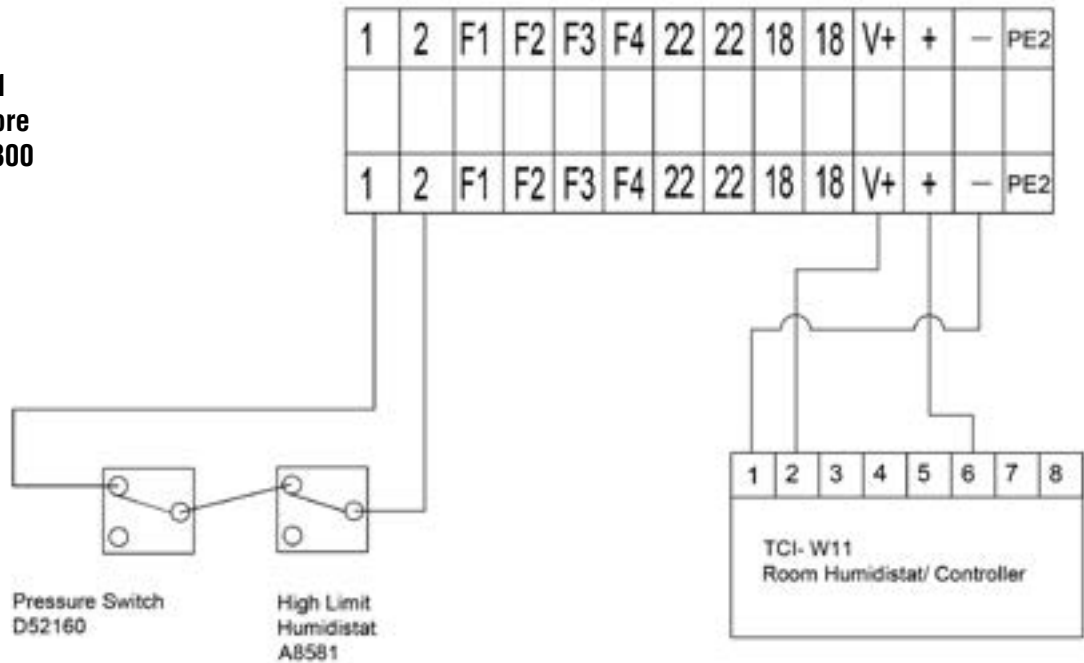 1 2 F1 F2 F3 F4 22 22 18 18 V+ + — PE2
300
1 2 F1 F2 F3 F4 22 22 18 18 V+ + — PE2
1 2 3 4 5 6 7 8
TCI- W11
Room Humidistat/ Controller
Pressure Switch
D52160
High Limit
Humidistat
A8581